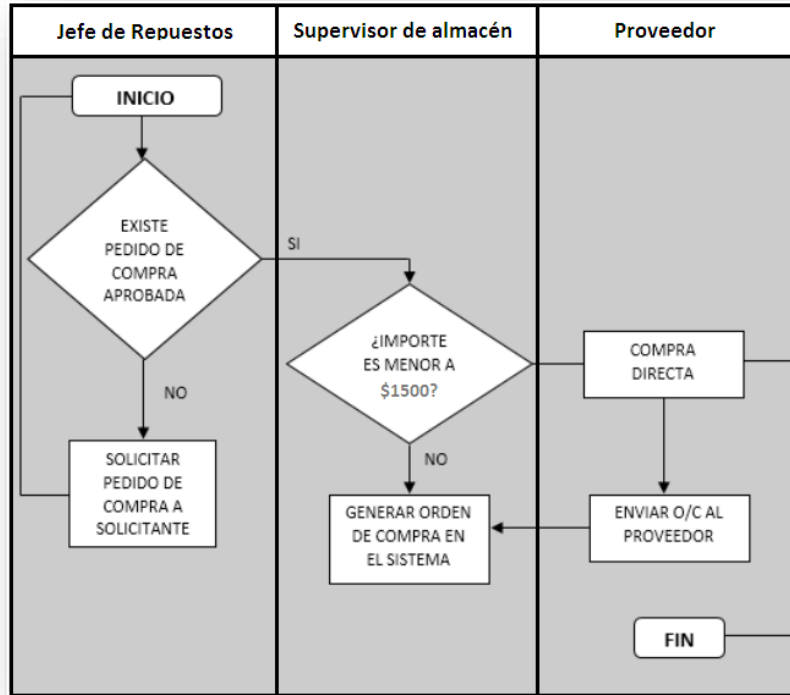 Jefe de Repuestos
Supervisor de almacén
Proveedor
INICIO
EXISTE
PEDIDO DE
COMPRA
APROBADA
SI
NO
SOLICITAR
PEDIDO DE
COMPRA A
SOLICITANTE
¿IMPORTE
ES MENOR A
$1500?
NO
GENERAR ORDEN
DE COMPRA EN
EL SISTEMA
COMPRA
DIRECTA
ENVIAR O/C AL
PROVEEDOR
FIN